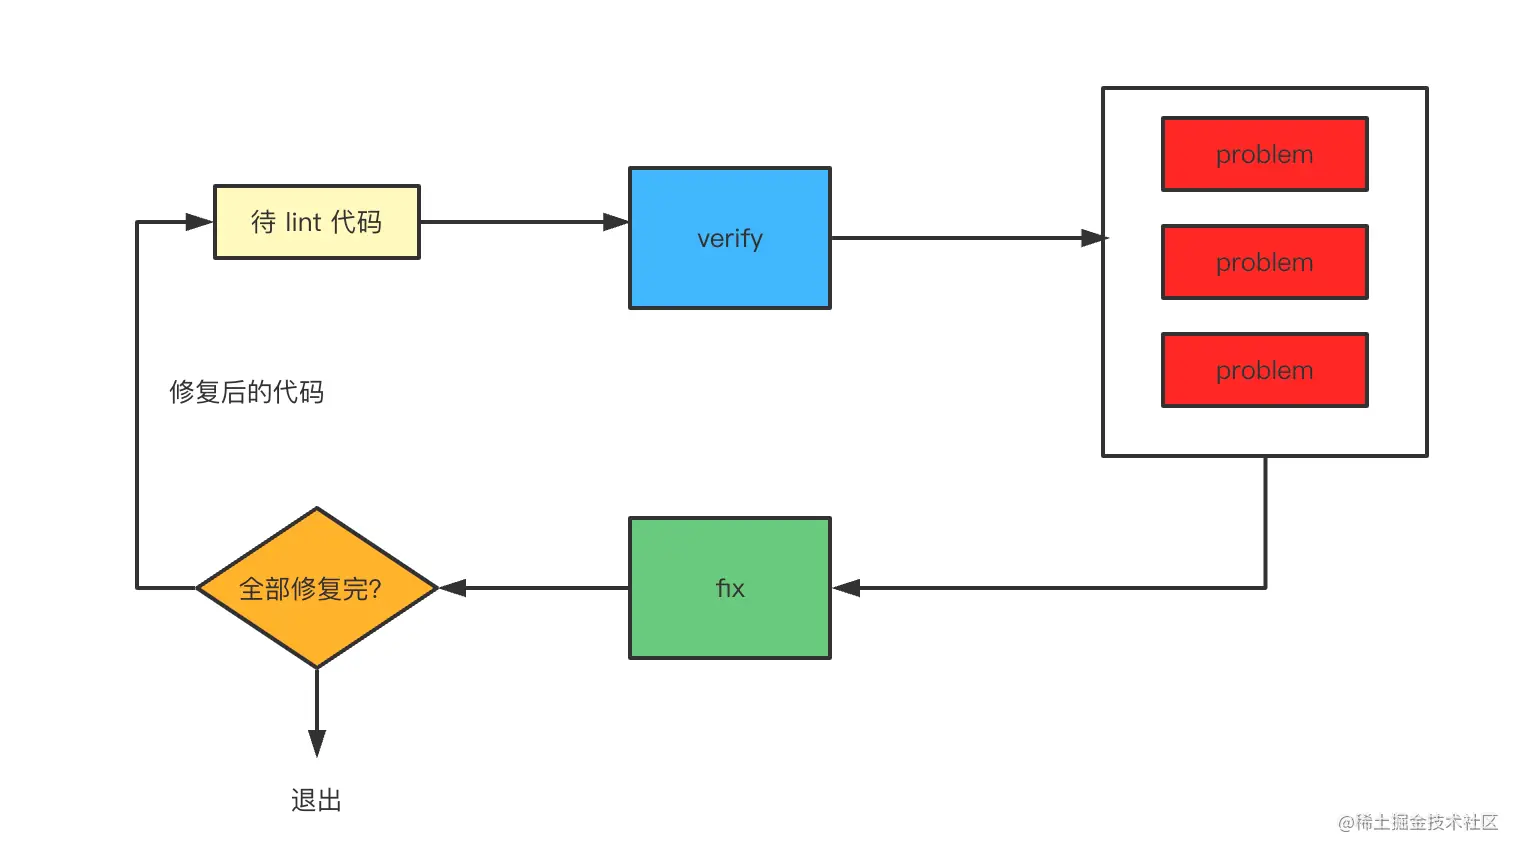 待 lint 代码
verify
problem
problem
problem
修复后的代码
全部修复完?
fix
退出
@稀土掘金技术社区